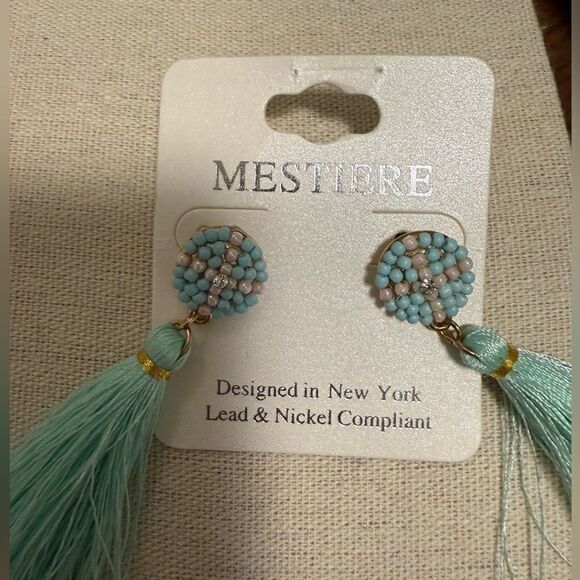 MESTIERE
Designed in New York
Lead & Nickel Compliant